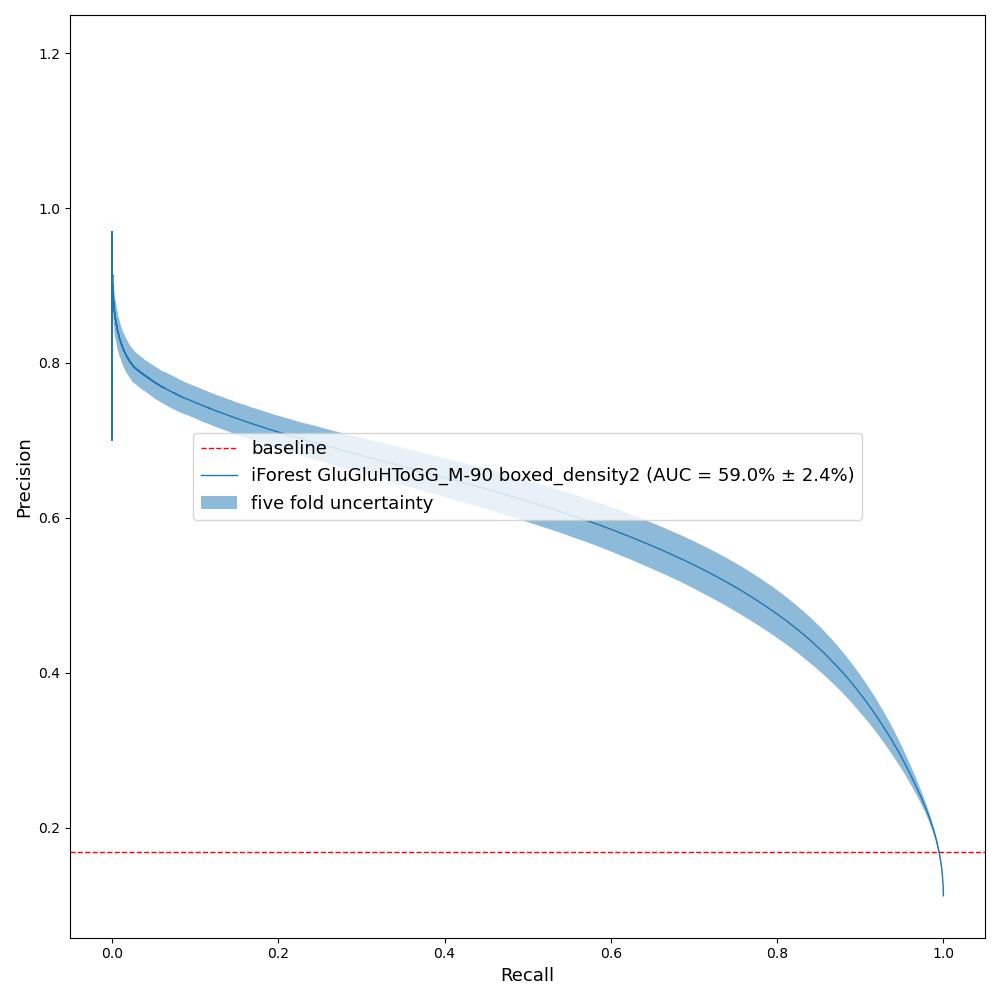 1.2
1.0
0.8
0.6
0.4
0.2
Precision
baseline
iForest GluGluHToGG_M-90 boxed_density2 (AUC = 59.0% ± 2.4%)
five fold uncertainty
0.0 0.2 0.4 0.6 0.8 1.0
Recall